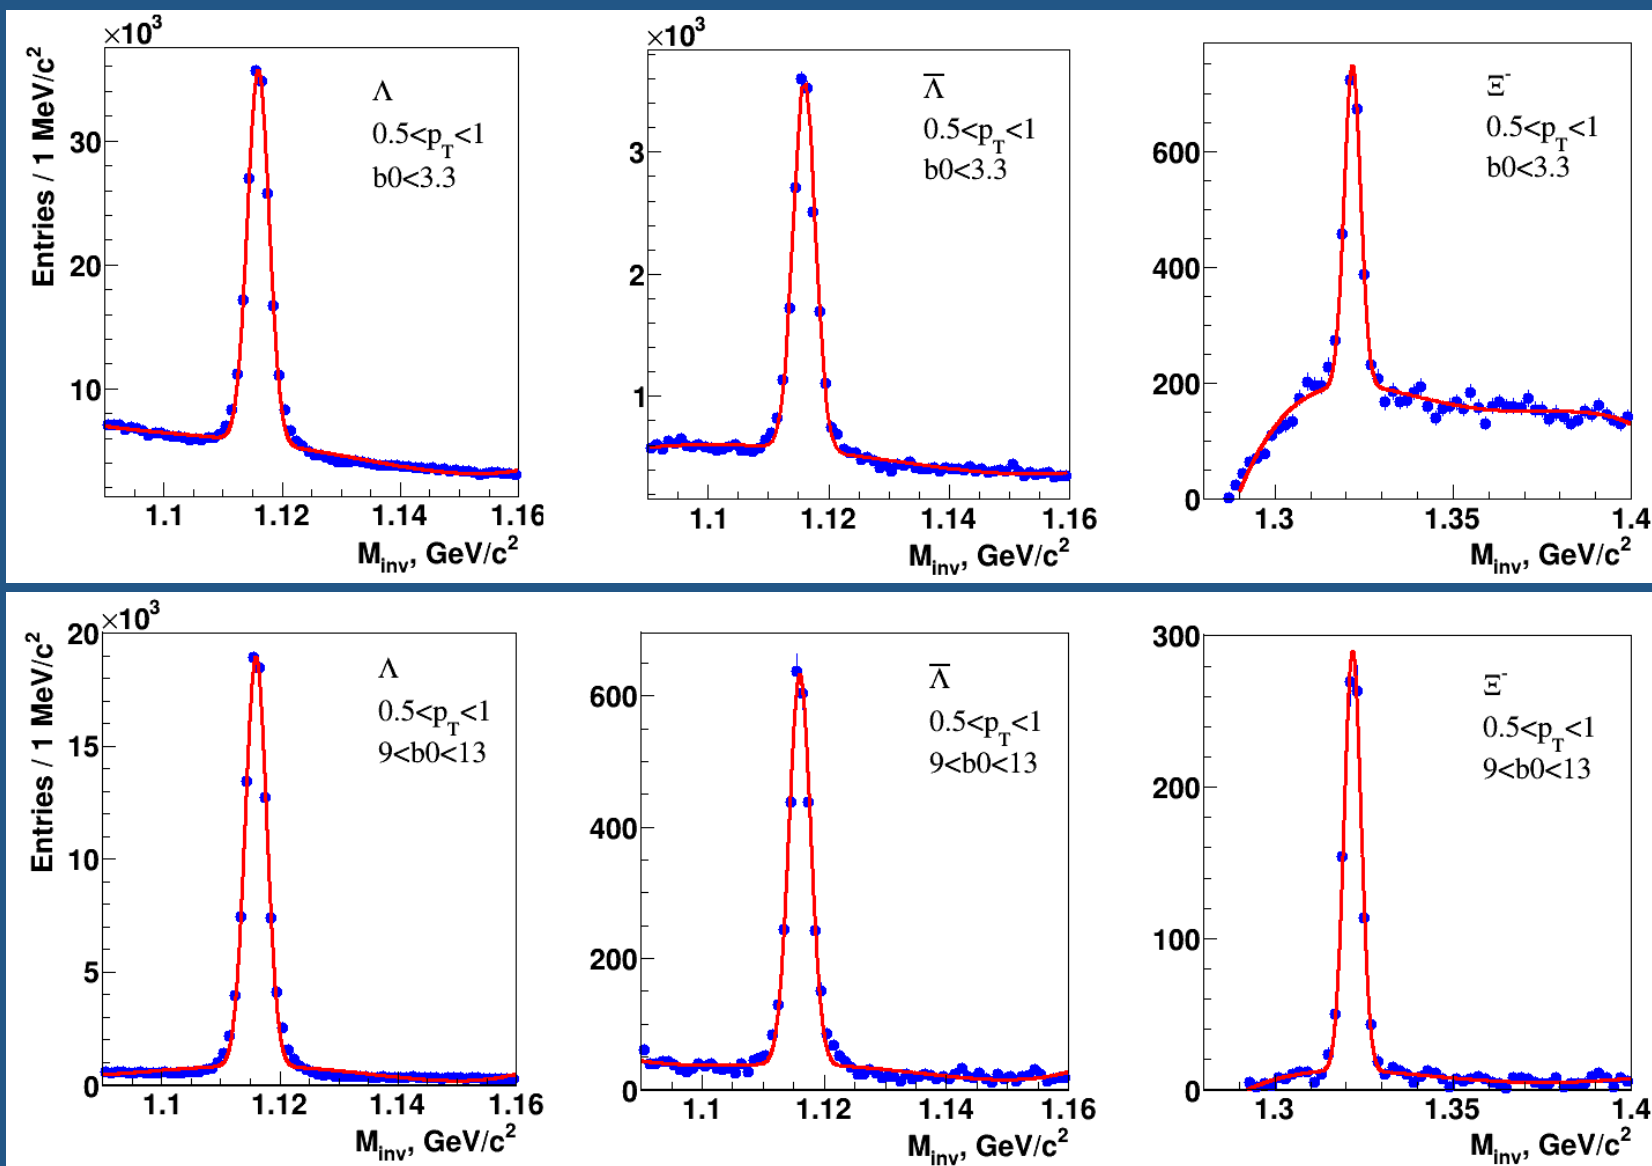 ×10³
Entries / 1 MeV/c²
Λ
0.5<p_T<1
b0<3.3
30
20
10
1.1 1.12 1.14 1.16
M_inv, GeV/c²
×10³
Λ̅
0.5<p_T<1
b0<3.3
3
2
1
1.1 1.12 1.14 1.16
M_inv, GeV/c²
Ξ⁻
0.5<p_T<1
b0<3.3
600
400
200
0
1.3 1.35 1.4
M_inv, GeV/c²
×10³
Entries / 1 MeV/c²
Λ
0.5<p_T<1
9<b0<13
20
15
10
5
0
1.1 1.12 1.14 1.16
M_inv, GeV/c²
Λ̅
0.5<p_T<1
9<b0<13
600
400
200
0
1.1 1.12 1.14 1.16
M_inv, GeV/c²
Ξ⁻
0.5<p_T<1
9<b0<13
300
200
100
0
1.3 1.35 1.4
M_inv, GeV/c²